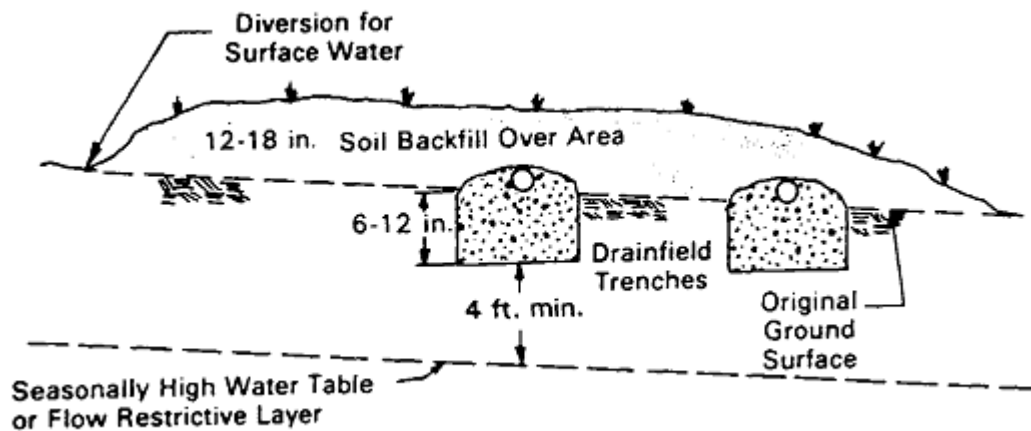 Diversion for
Surface Water
12-18 in. Soil Backfill Over Area
6-12 in.
Drainfield
Trenches
4 ft. min.
Original
Ground
Surface
Seasonally High Water Table
or Flow Restrictive Layer